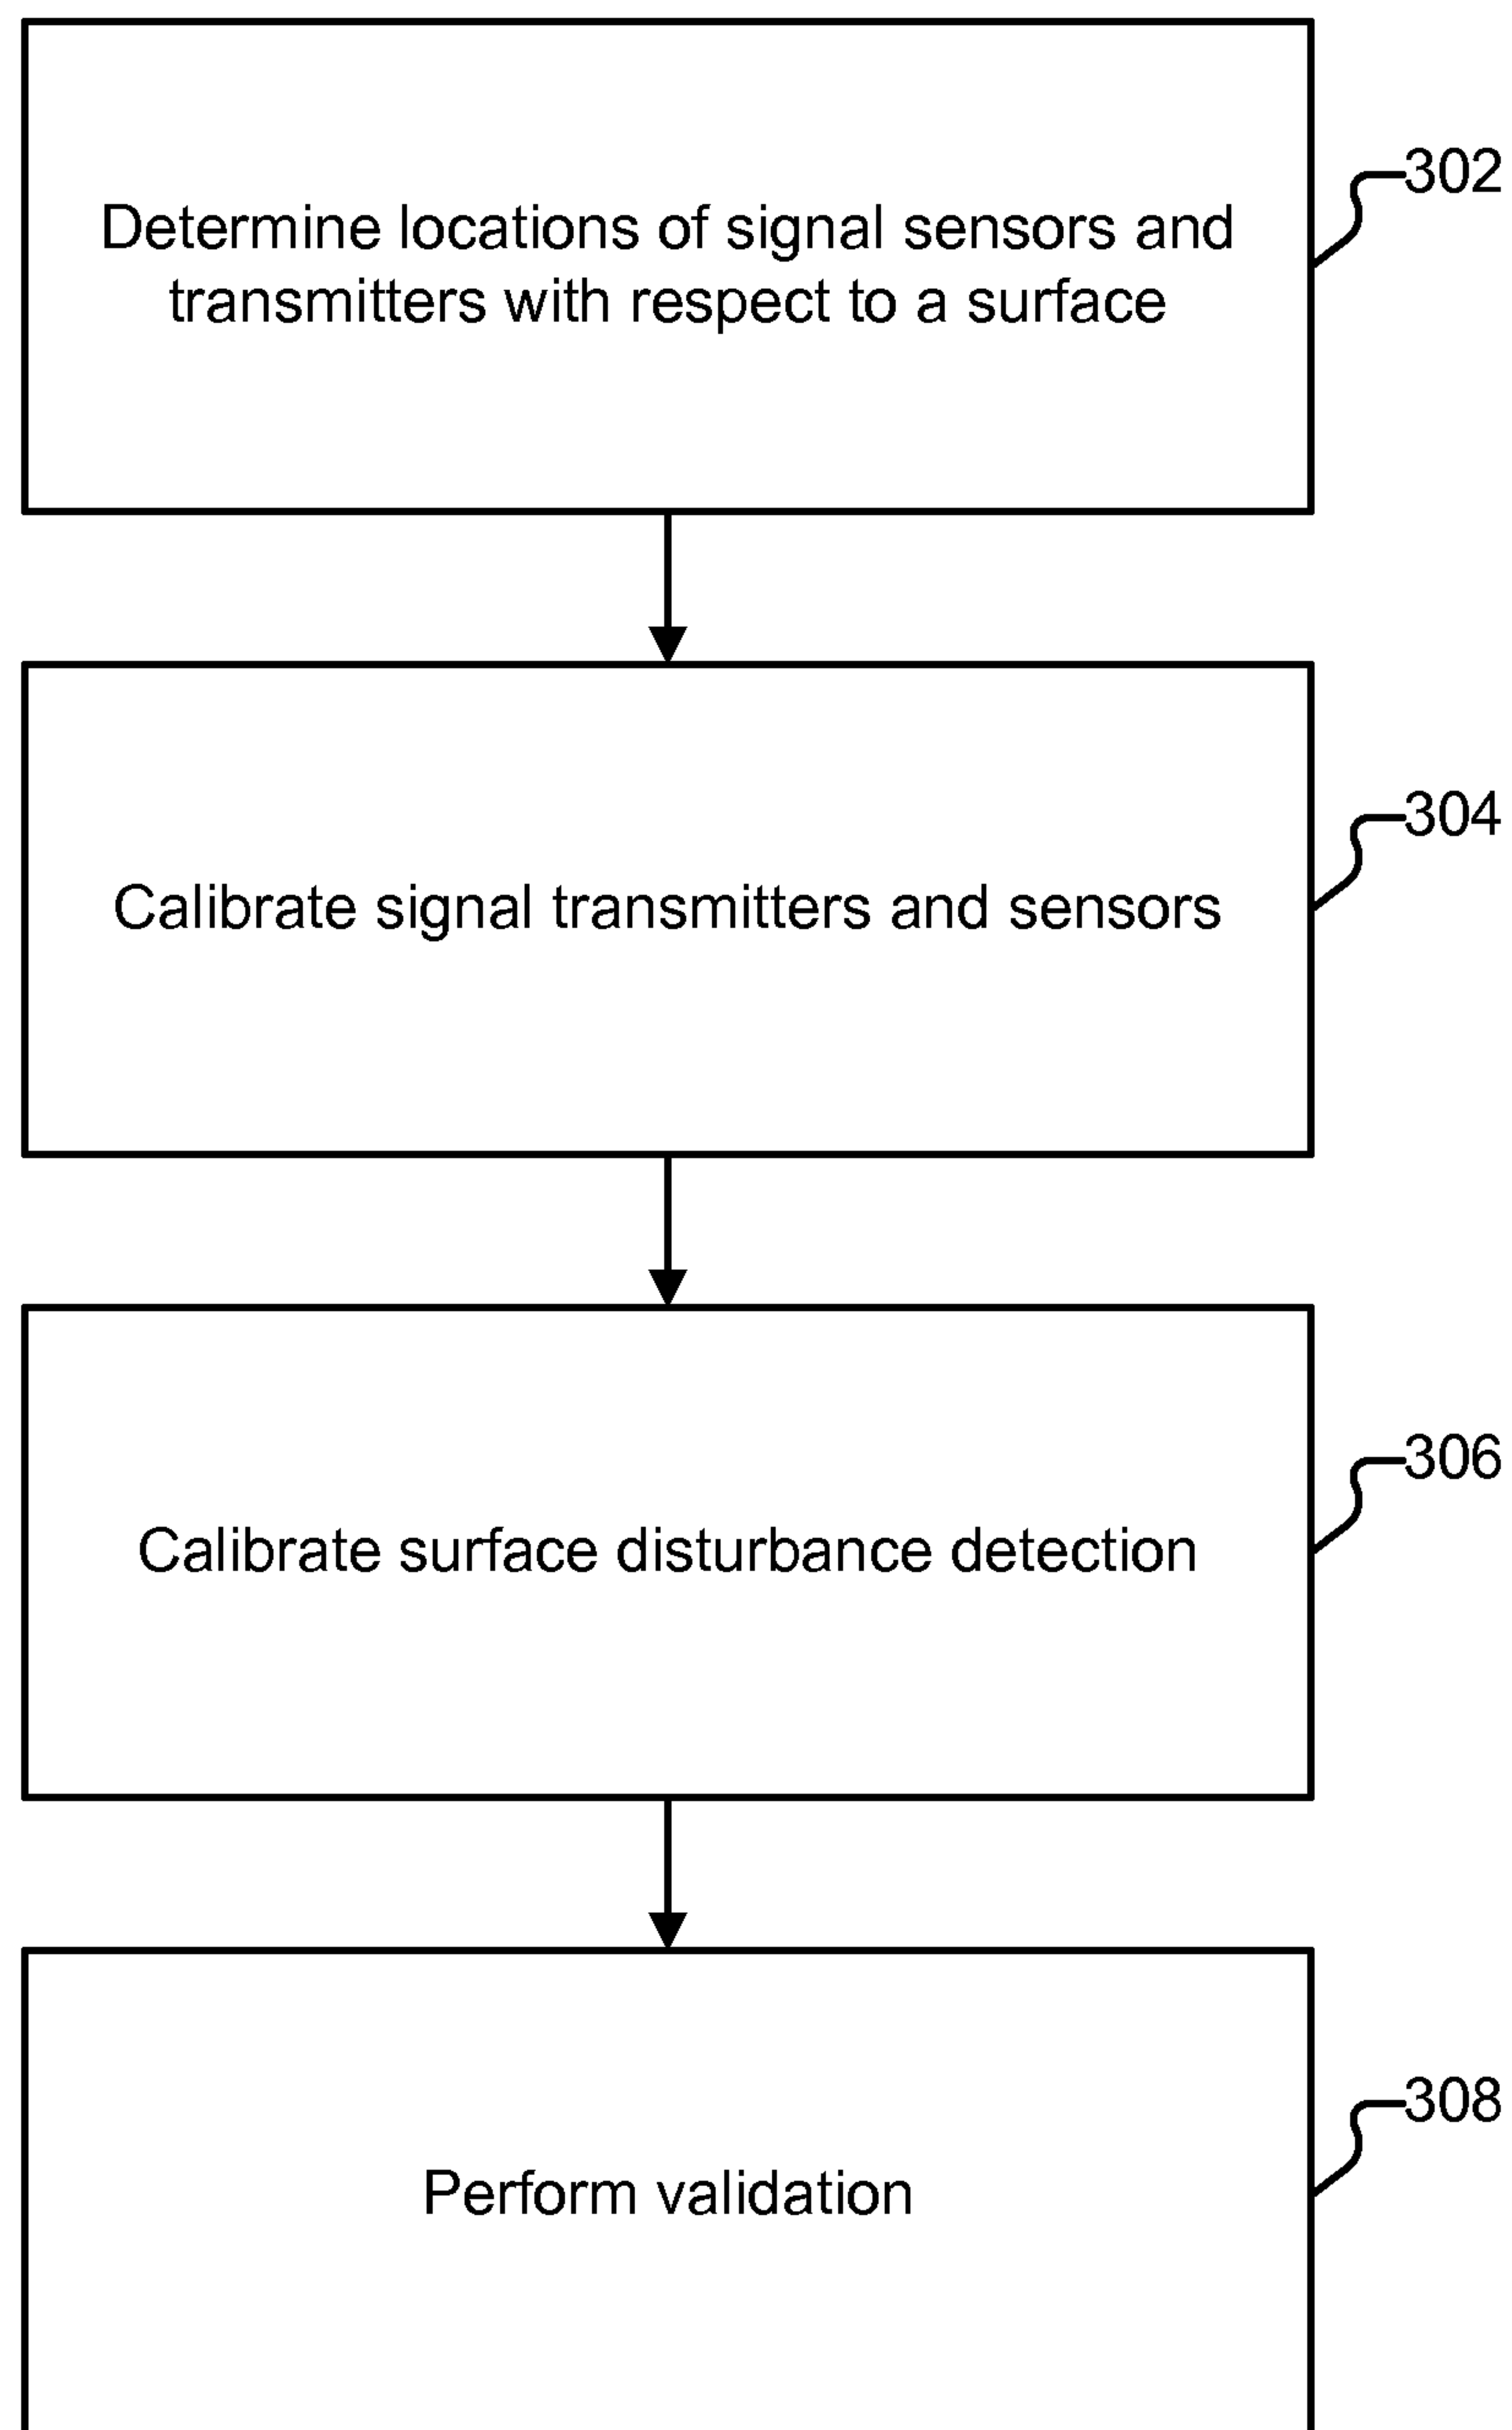 302
Determine locations of signal sensors and
transmitters with respect to a surface
304
Calibrate signal transmitters and sensors
306
Calibrate surface disturbance detection
308
Perform validation